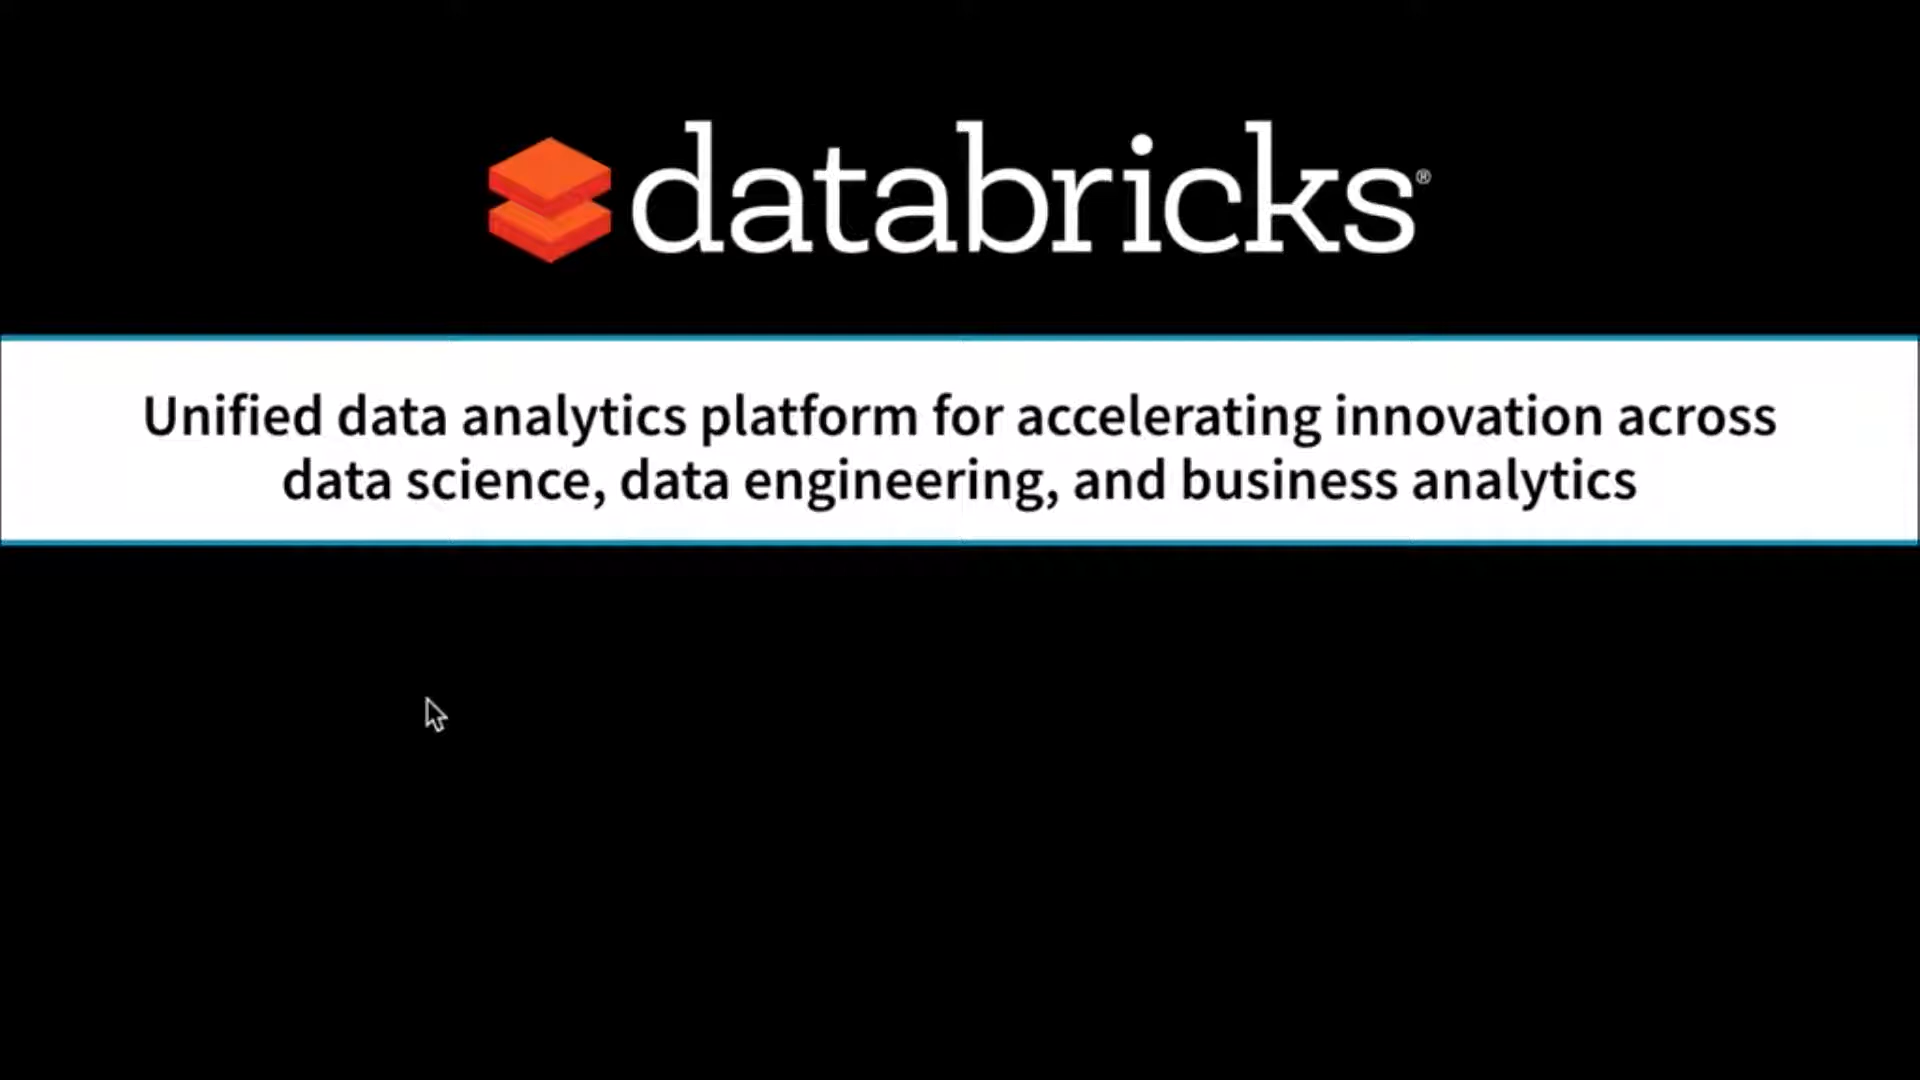 databricks®
Unified data analytics platform for accelerating innovation across
data science, data engineering, and business analytics